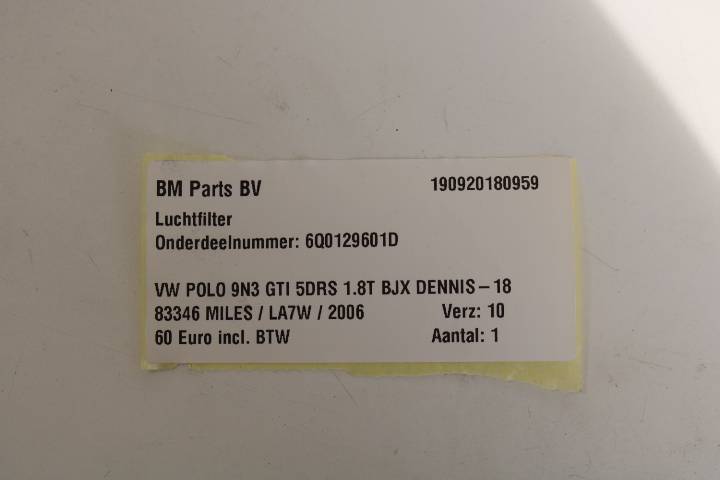 BM Parts BV 190920180959
Luchtfilter
Onderdeelnummer: 6Q0129601D
VW POLO 9N3 GTI 5DRS 1.8T BJX DENNIS – 18
83346 MILES / LA7W / 2006 Verz: 10
60 Euro incl. BTW Aantal: 1